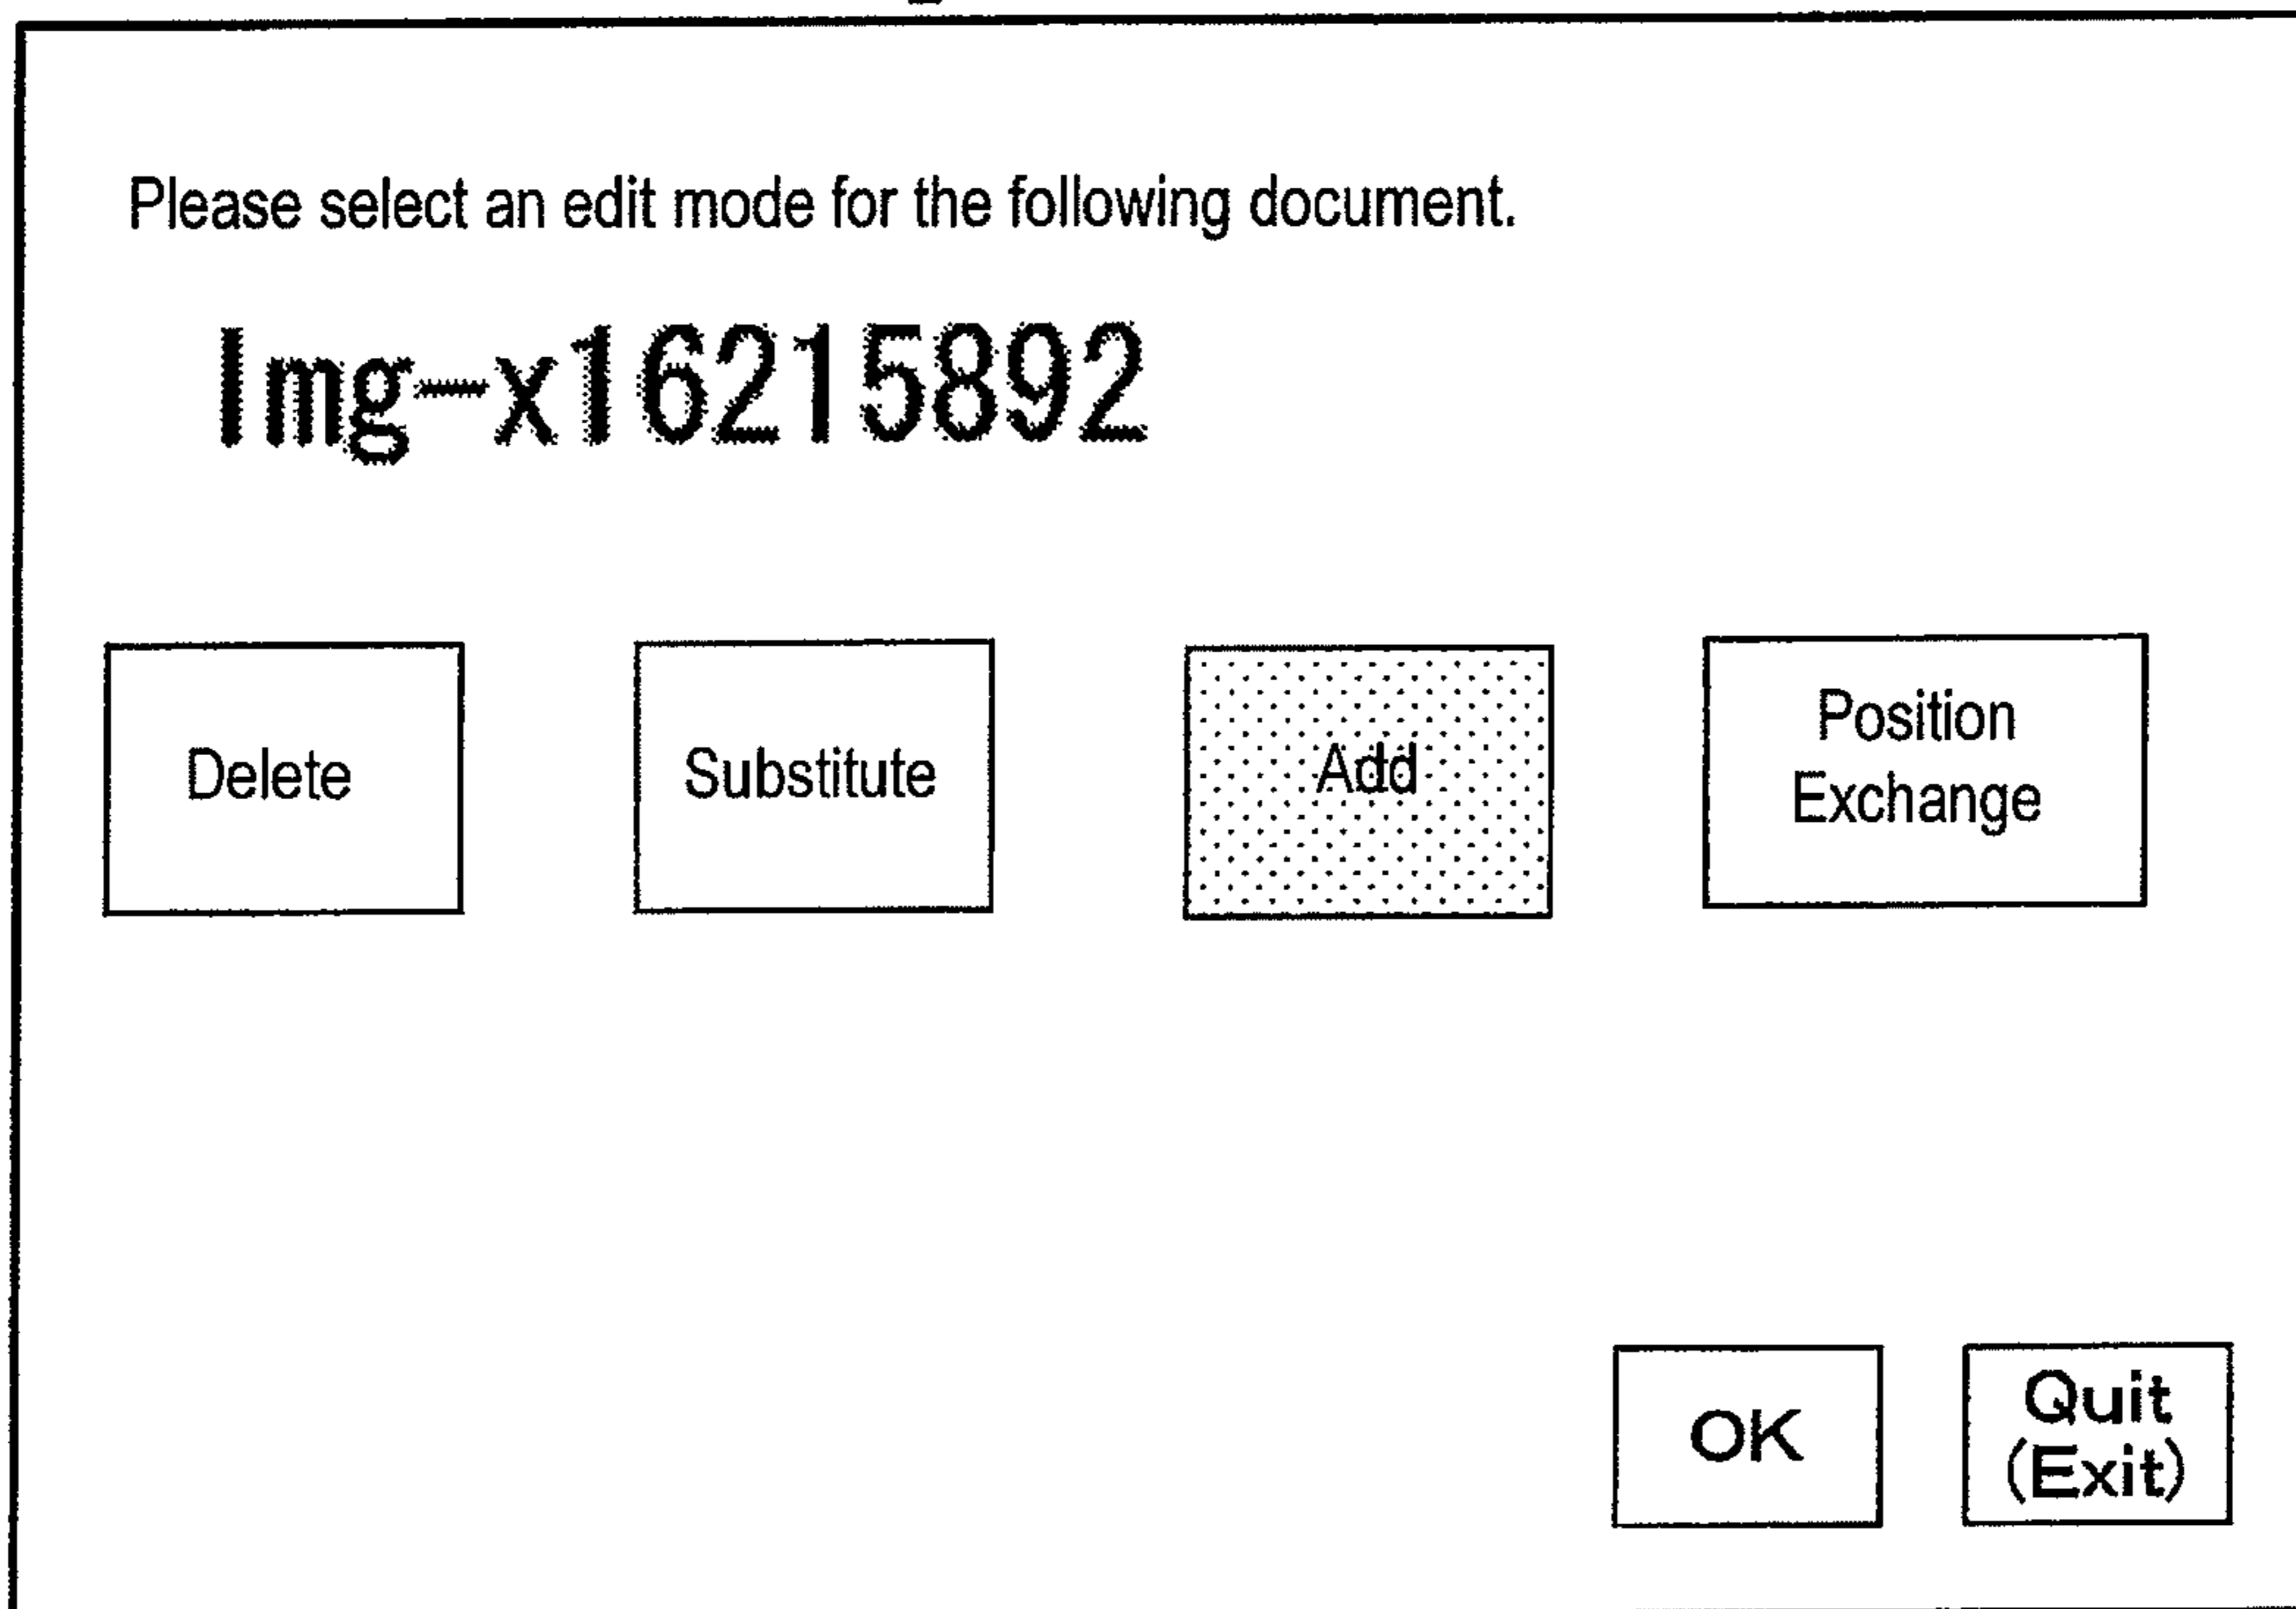 Please select an edit mode for the following document.
Img-x16215892
Delete
Substitute
Add
Position
Exchange
OK
Quit
(Exit)